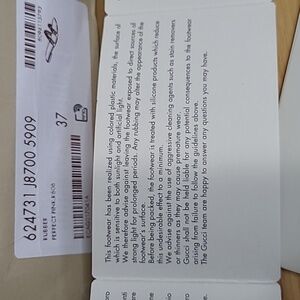 624731 J8700 5909
RUBBER
PERFECT PINK X 608
37
This footwear has been realized using colored plastic materials, the surface of
which is sensitive to both sunlight and artificial light.
We therefore advise against leaving the footwear exposed to direct sources of
strong light for prolonged periods. Any rubbing may alter the appearance of the
footwear's surface.
Before being packed, the footwear is treated with silicone products which reduce
this undesirable effect to a minimum.
We advise against the use of aggressive cleaning agents such as stain removers
or thinners as they may cause premature wear.
Gucci shall not be held liable for any potential consequences to the footwear
arising from failure to follow the guidelines above.
The Gucci team are happy to answer any questions you may have.